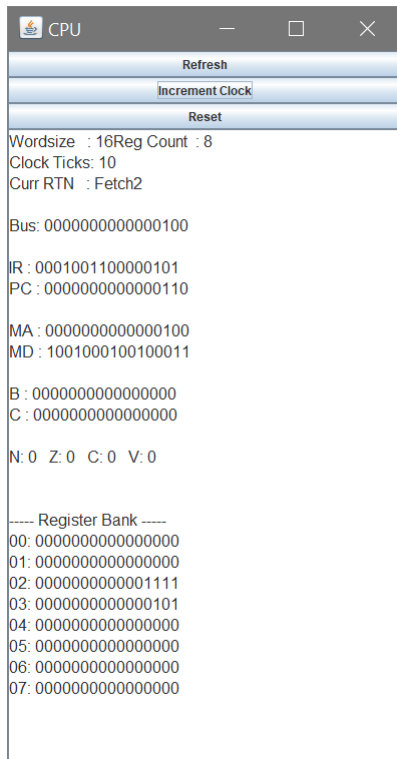 CPU
Refresh
Increment Clock
Reset
Wordsize : 16Reg Count : 8
Clock Ticks: 10
Curr RTN : Fetch2
Bus: 0000000000000100
IR : 0001001100000101
PC : 0000000000000110
MA : 0000000000000100
MD : 1001000100100011
B : 0000000000000000
C : 0000000000000000
N: 0 Z: 0 C: 0 V: 0
----- Register Bank -----
00: 0000000000000000
01: 0000000000000000
02: 0000000000001111
03: 0000000000000101
04: 0000000000000000
05: 0000000000000000
06: 0000000000000000
07: 0000000000000000